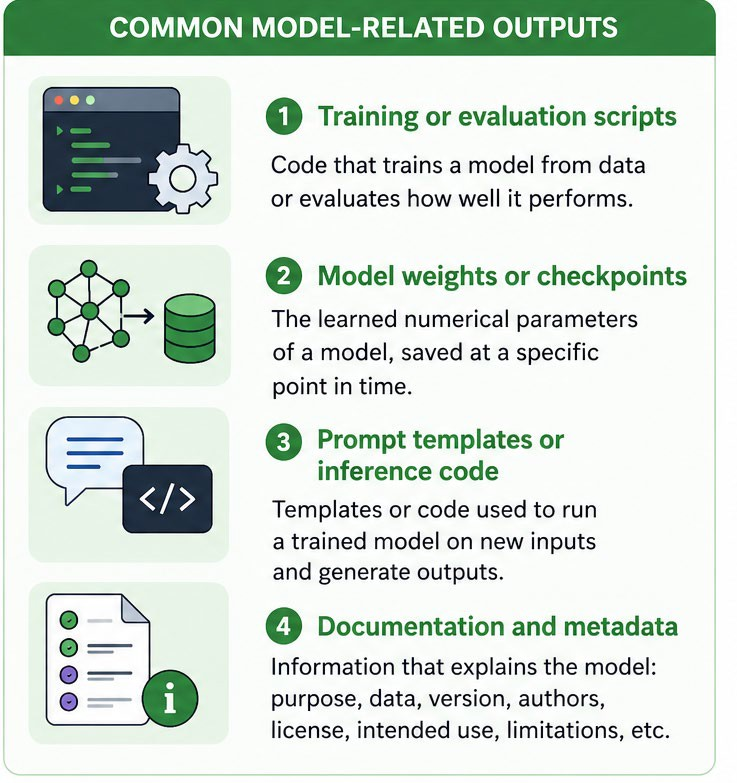 COMMON MODEL-RELATED OUTPUTS
1 Training or evaluation scripts
Code that trains a model from data
or evaluates how well it performs.
2 Model weights or checkpoints
The learned numerical parameters
of a model, saved at a specific
point in time.
3 Prompt templates or
inference code
</>
Templates or code used to run
a trained model on new inputs
and generate outputs.
4 Documentation and metadata
i
Information that explains the model:
purpose, data, version, authors,
license, intended use, limitations, etc.